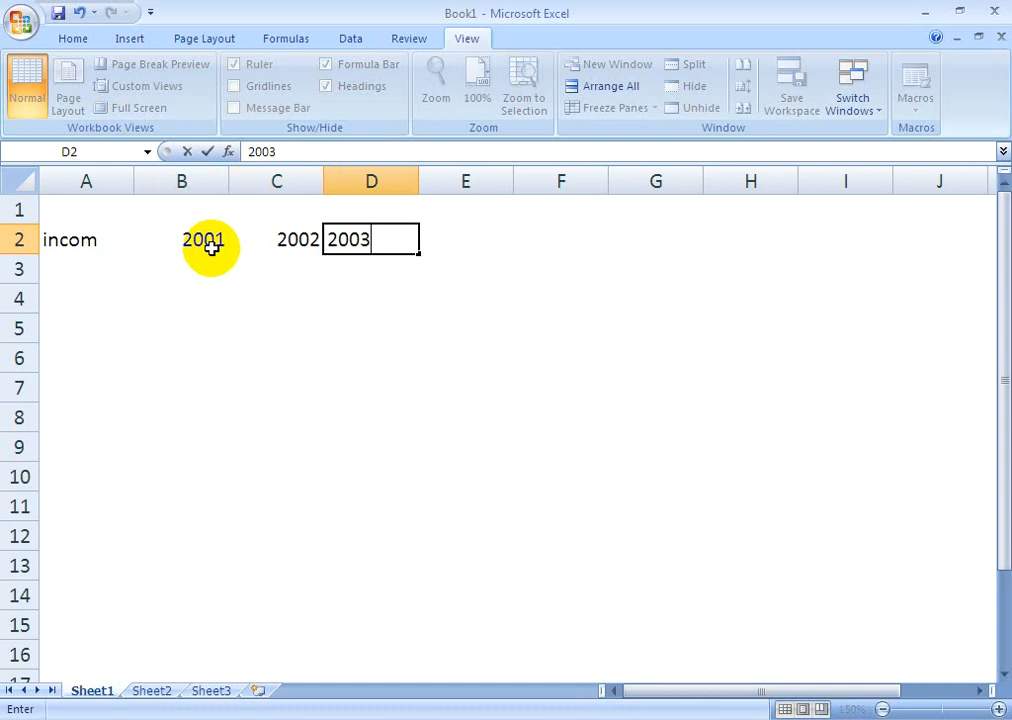 Book1 - Microsoft Excel
Home Insert Page Layout Formulas Data Review View
Normal
Page Layout
Page Break Preview
Custom Views
Full Screen
Workbook Views
Ruler
Gridlines
Message Bar
Formula Bar
Headings
Show/Hide
Zoom
100%
Zoom to Selection
Zoom
New Window
Arrange All
Freeze Panes
Split
Hide
Unhide
Save Workspace
Switch Windows
Window
Macros
Macros
D2 fx 2003
A B C D E F G H I J
1
2 incom 2001 2002 2003
3
4
5
6
7
8
9
10
11
12
13
14
15
16
17
Sheet1 Sheet2 Sheet3
Enter 150%